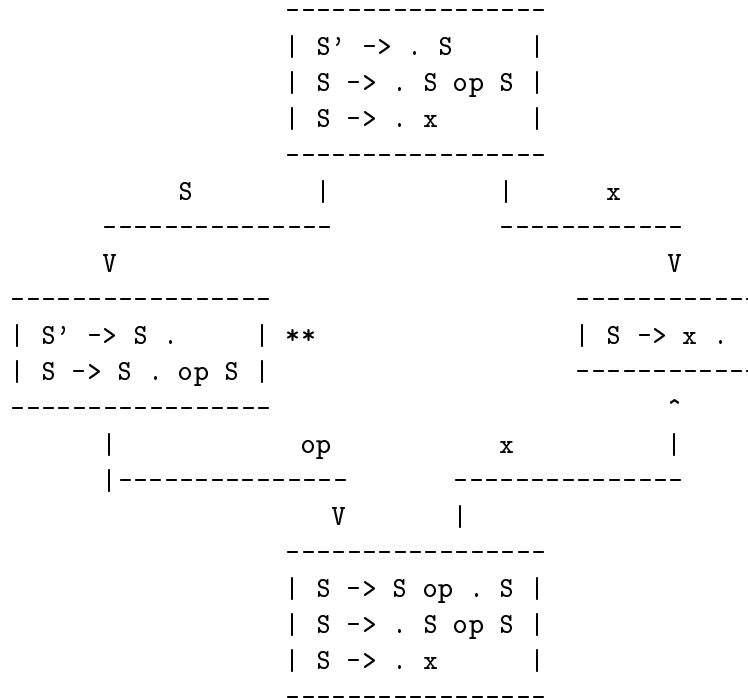 -----------------
| S' -> . S     |
| S -> . S op S |
| S -> . x      |
-----------------
S | | x
--------------- ------------
V V
----------------- ------------
| S' -> S .     | ** | S -> x .
| S -> S . op S | ------------
----------------- ^
| op x |
|--------------- ---------------
V |
-----------------
| S -> S op . S |
| S -> . S op S |
| S -> . x      |
-----------------